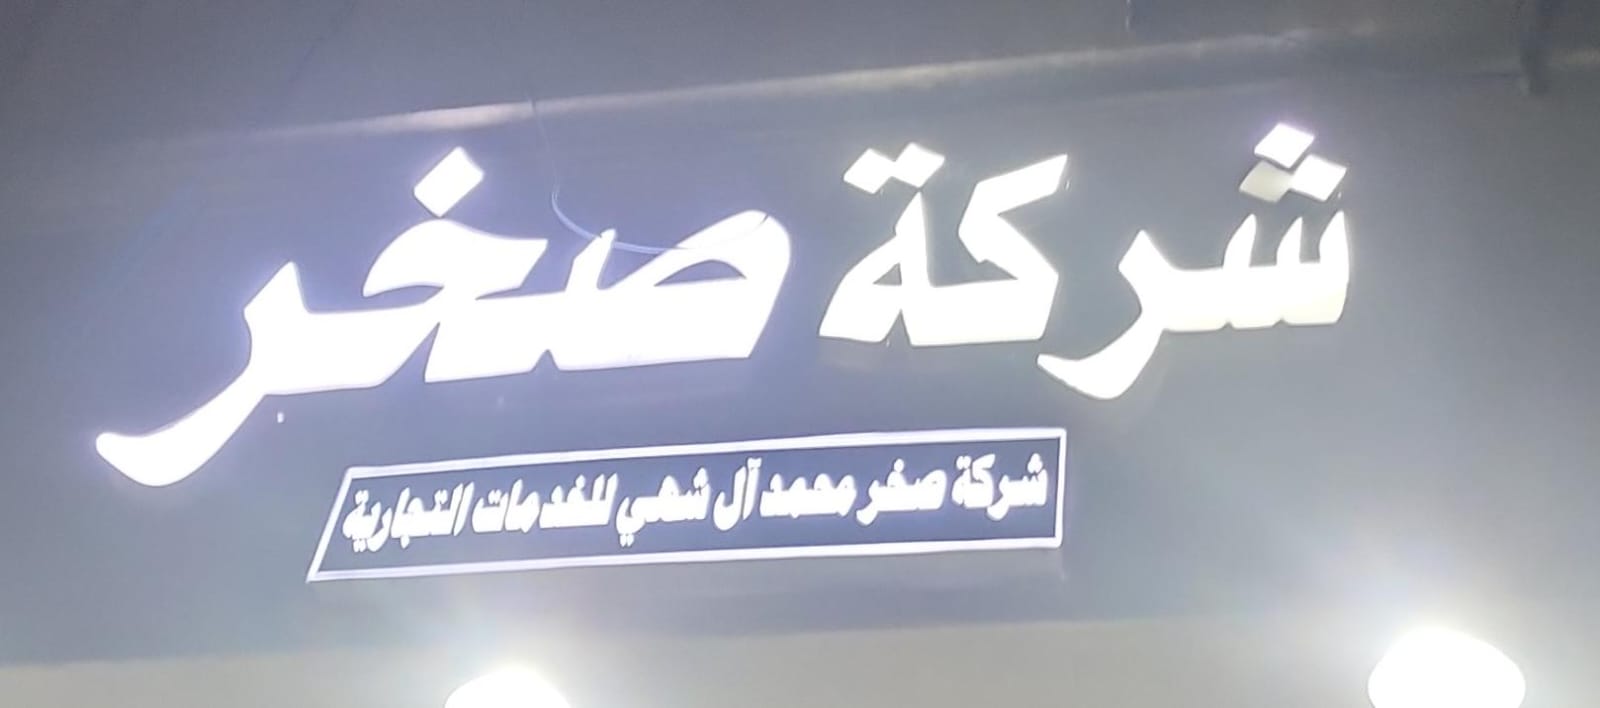 شركة صخر
شركة صخر محمد آل شهي للخدمات التجارية